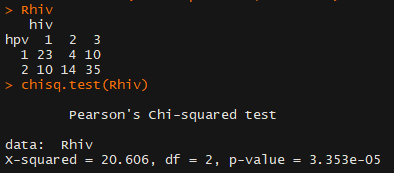 > Rhiv
   hiv
hpv  1  2  3
  1 23  4 10
  2 10 14 35
> chisq.test(Rhiv)
        Pearson's Chi-squared test
data:  Rhiv
X-squared = 20.606, df = 2, p-value = 3.353e-05